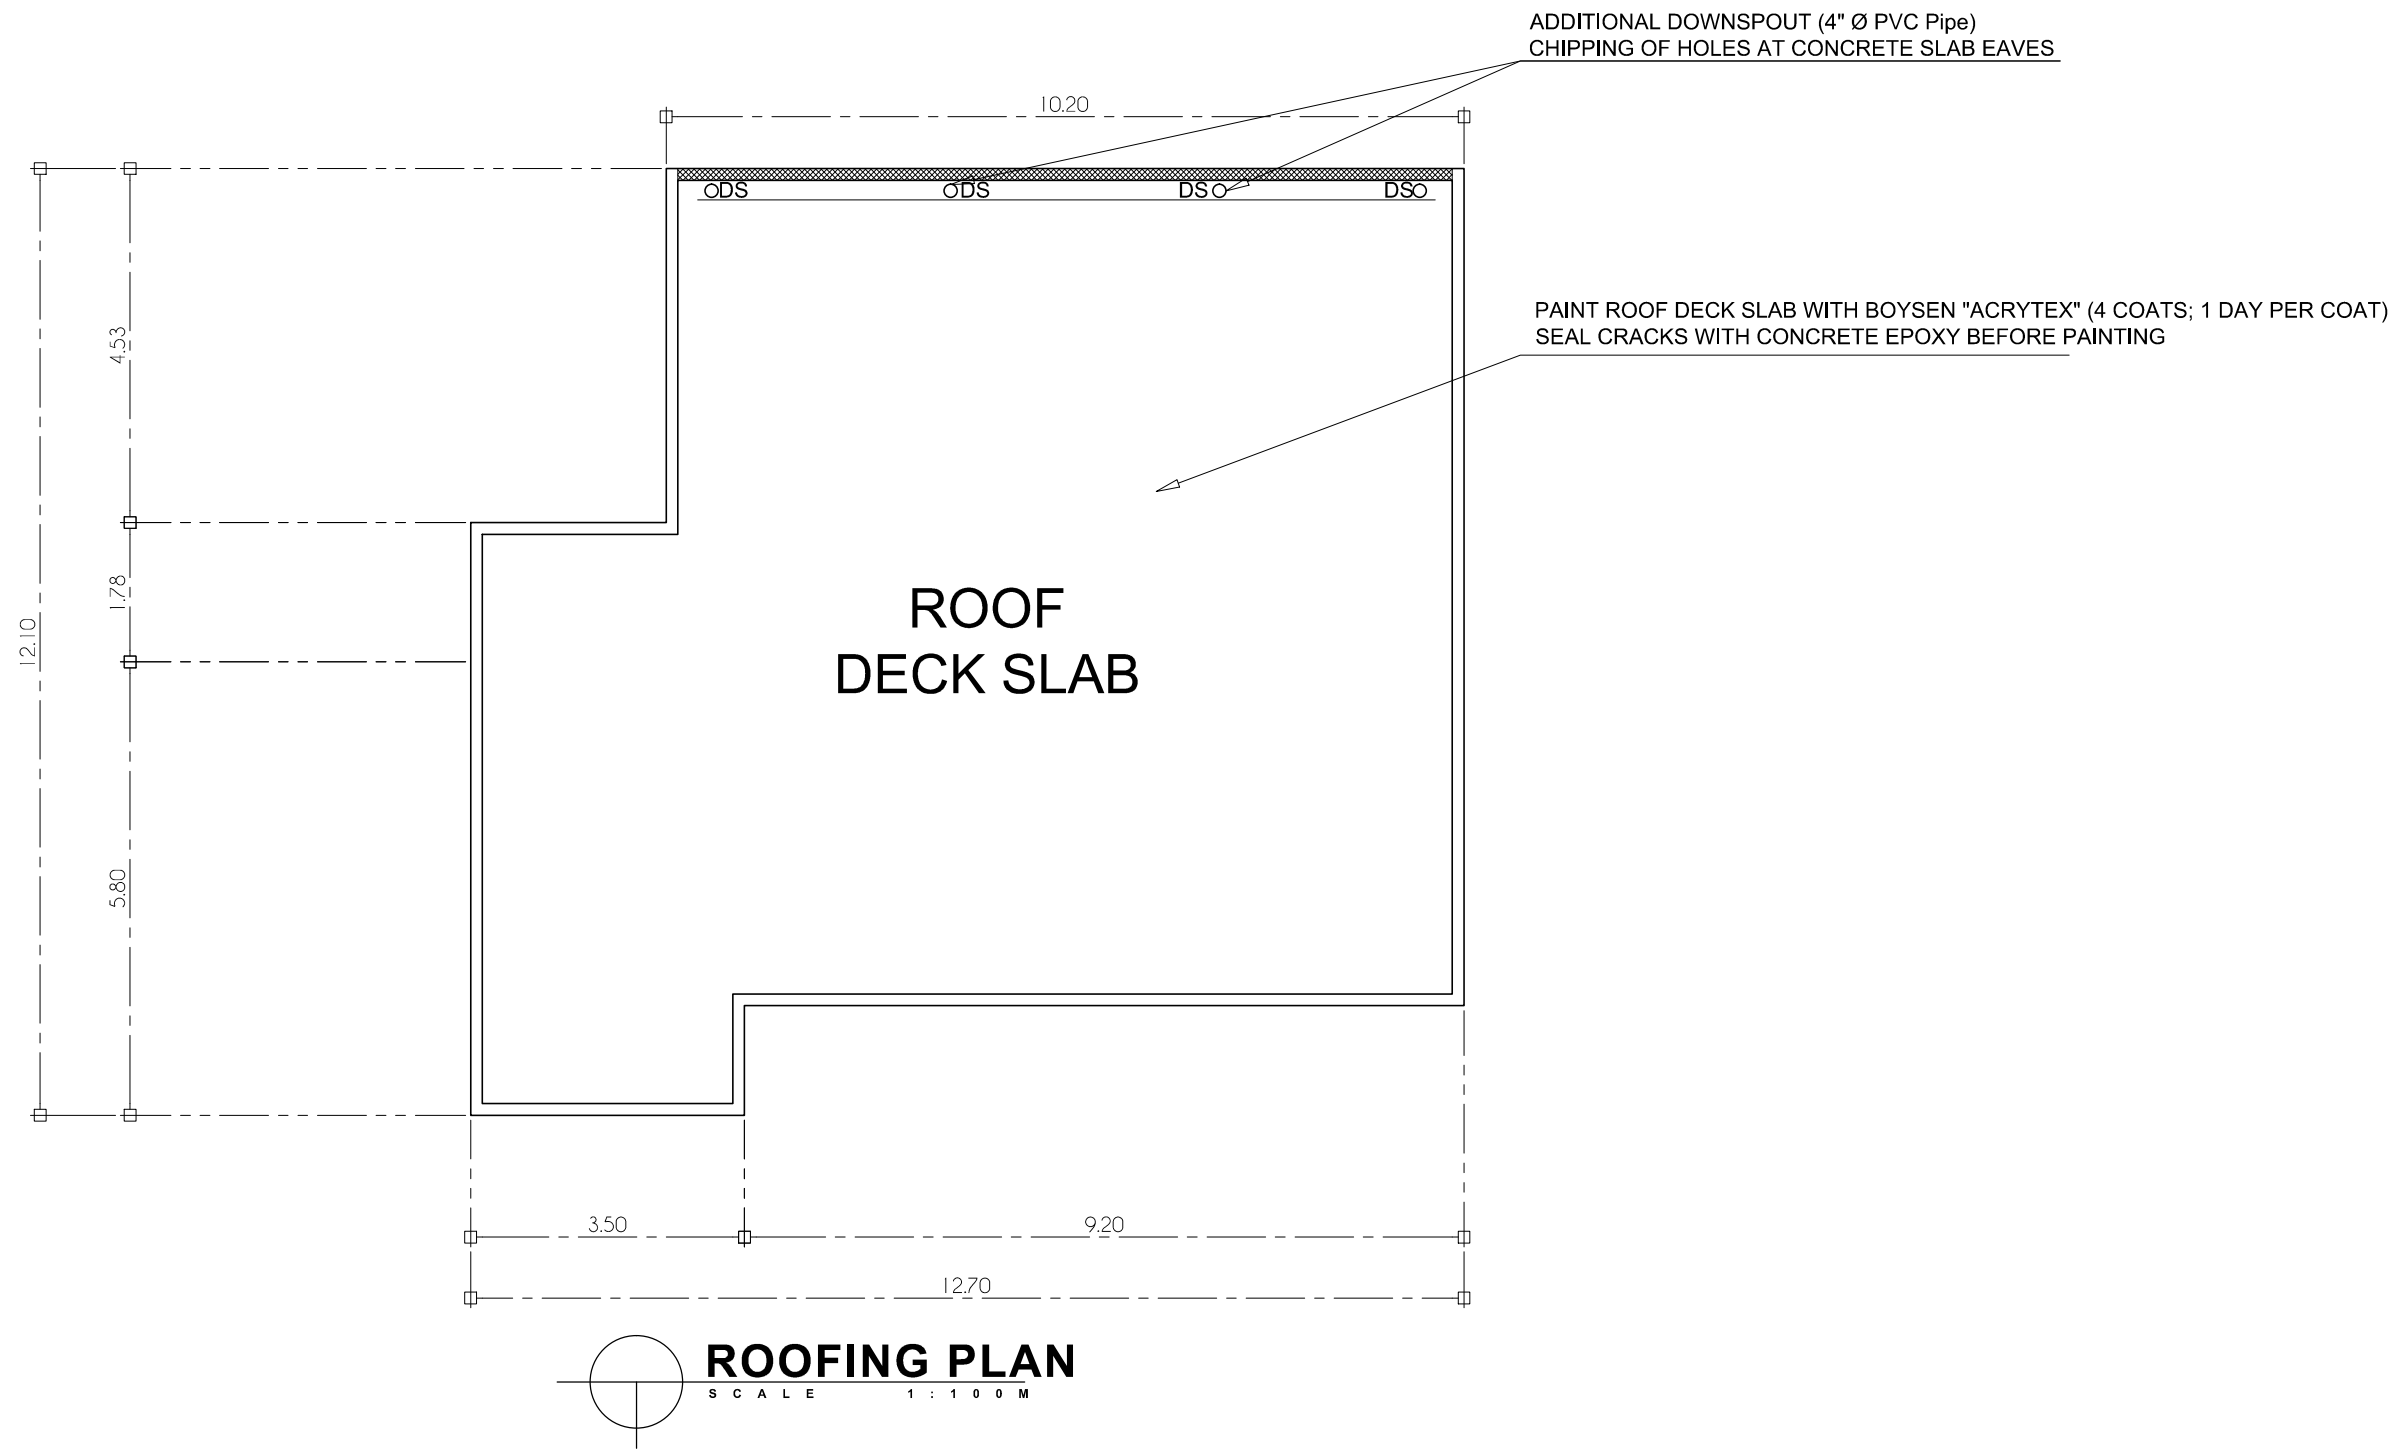 ADDITIONAL DOWNSPOUT (4" Ø PVC Pipe)
CHIPPING OF HOLES AT CONCRETE SLAB EAVES
10.20
DS
DS
DS
DS
PAINT ROOF DECK SLAB WITH BOYSEN "ACRYTEX" (4 COATS; 1 DAY PER COAT)
SEAL CRACKS WITH CONCRETE EPOXY BEFORE PAINTING
4.53
1.78
12.10
5.80
ROOF
DECK SLAB
3.50
9.20
12.70
ROOFING PLAN
SCALE 1:100M